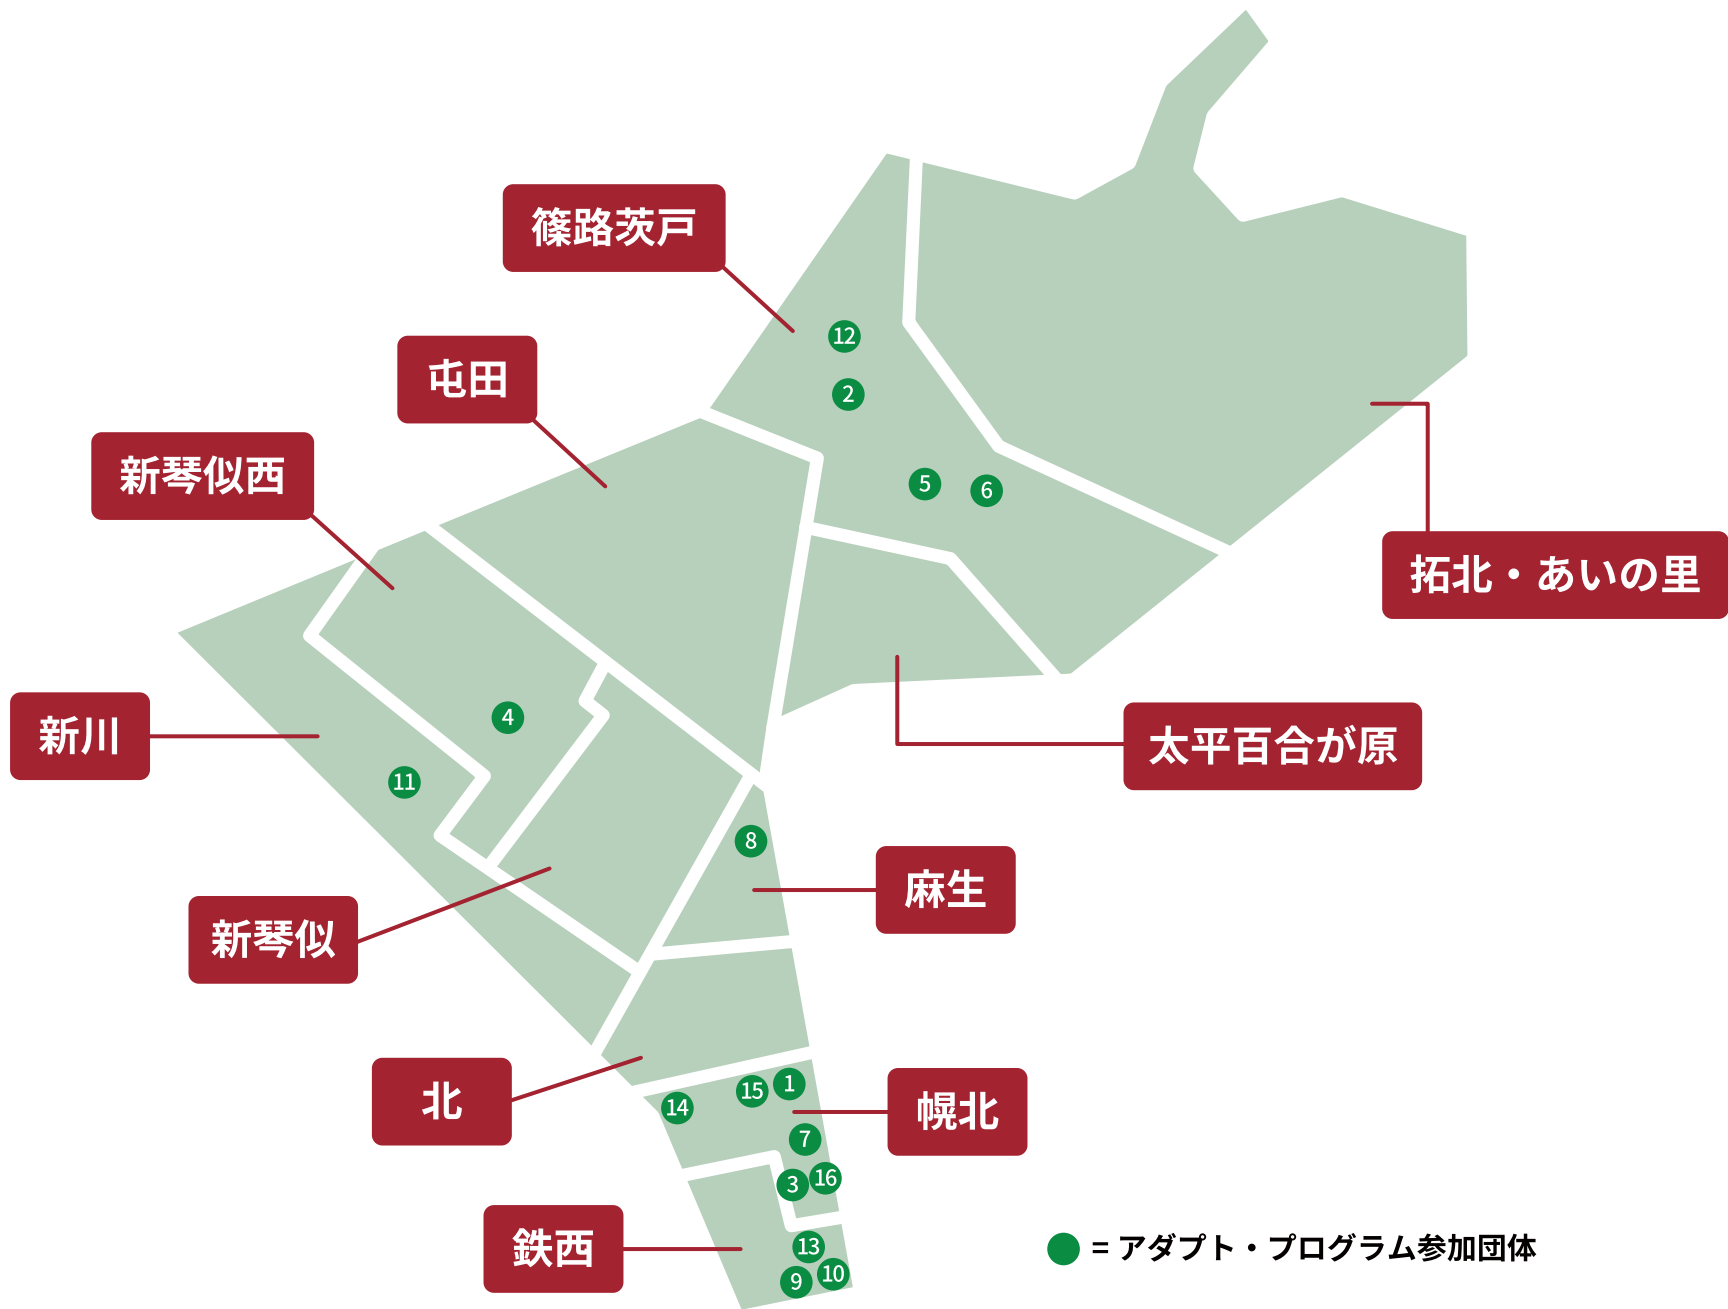 篠路茨戸
12
屯田
2
新琴似西
5
6
拓北・あいの里
新川
4
太平百合が原
11
8
麻生
新琴似
北
15
1
14
幌北
7
16
3
鉄西
13
10
9
= アダプト・プログラム参加団体